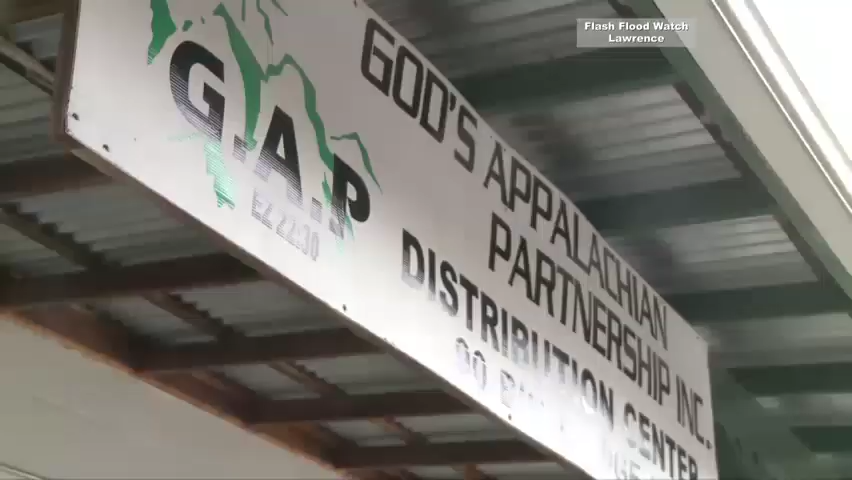 Flash Flood Watch
Lawrence
G.A.P
EZ 22:30
GOD'S APPALACHIAN
PARTNERSHIP INC.
DISTRIBUTION CENTER